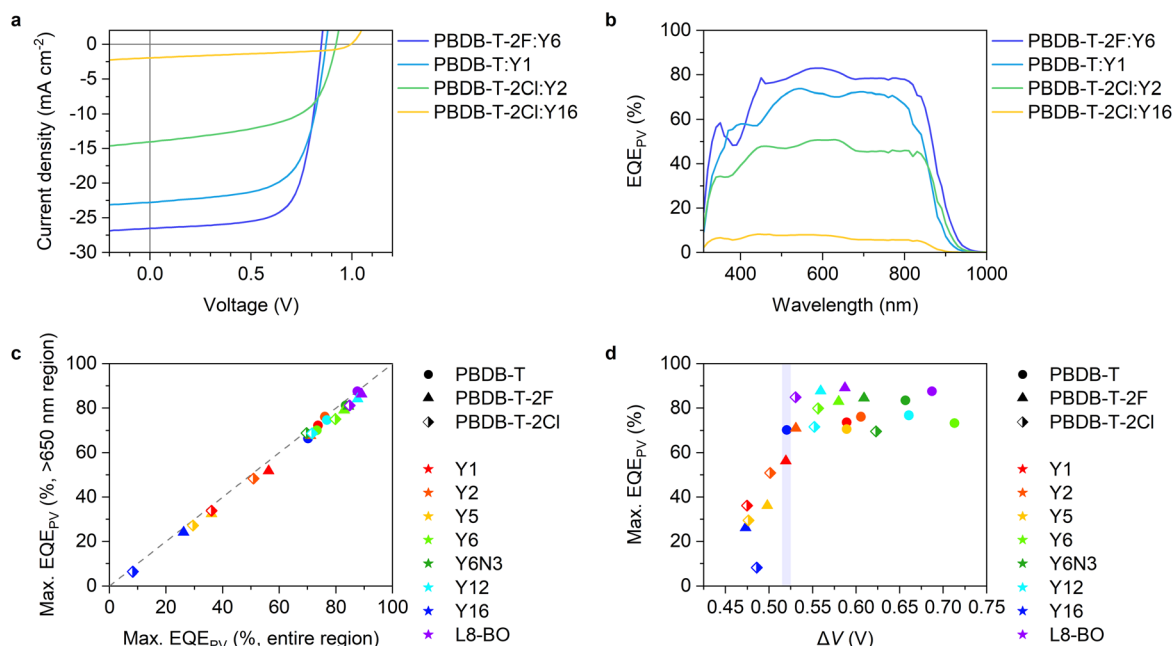 a
Current density (mA cm⁻²)
0
-5
-10
-15
-20
-25
-30
0.0
0.5
1.0
Voltage (V)
PBDB-T-2F:Y6
PBDB-T:Y1
PBDB-T-2Cl:Y2
PBDB-T-2Cl:Y16
b
EQE_PV (%)
100
80
60
40
20
0
400
600
800
1000
Wavelength (nm)
PBDB-T-2F:Y6
PBDB-T:Y1
PBDB-T-2Cl:Y2
PBDB-T-2Cl:Y16
c
Max. EQE_PV (%, >650 nm region)
100
80
60
40
20
0
0
20
40
60
80
100
Max. EQE_PV (%, entire region)
PBDB-T
PBDB-T-2F
PBDB-T-2Cl
Y1
Y2
Y5
Y6
Y6N3
Y12
Y16
L8-BO
d
Max. EQE_PV (%)
100
80
60
40
20
0
0.45
0.50
0.55
0.60
0.65
0.70
0.75
ΔV (V)
PBDB-T
PBDB-T-2F
PBDB-T-2Cl
Y1
Y2
Y5
Y6
Y6N3
Y12
Y16
L8-BO